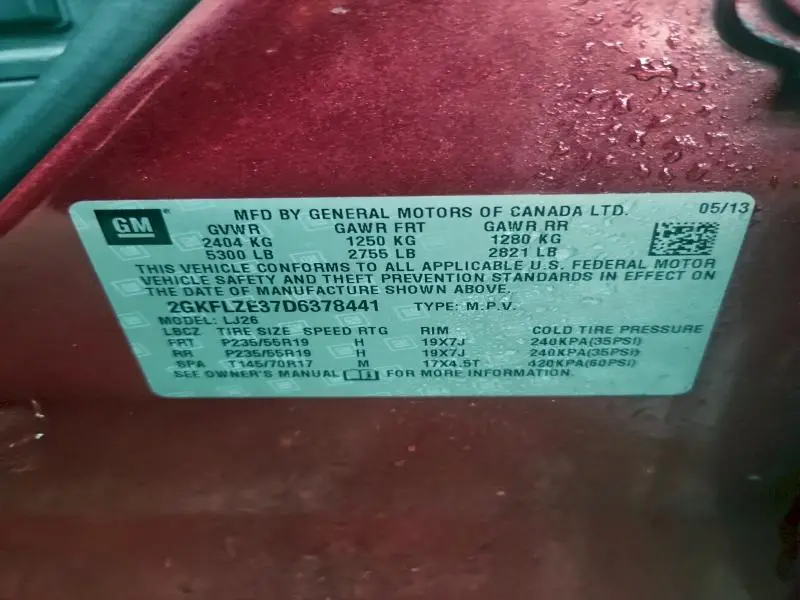 GM® MFD BY GENERAL MOTORS OF CANADA LTD. 05/13
GVWR GAWR FRT GAWR RR
2404 KG 1250 KG 1280 KG
5300 LB 2755 LB 2821 LB
THIS VEHICLE CONFORMS TO ALL APPLICABLE U.S. FEDERAL MOTOR
VEHICLE SAFETY AND THEFT PREVENTION STANDARDS IN EFFECT ON
THE DATE OF MANUFACTURE SHOWN ABOVE.
2GKFLZE37D6378441 TYPE: M.P.V.
MODEL: LJ26
LBCZ TIRE SIZE SPEED RTG RIM COLD TIRE PRESSURE
FRT P235/55R19 H 19X7J 240KPA(35PSI)
RR P235/55R19 H 19X7J 240KPA(35PSI)
SPA T145/70R17 M 17X4.5T 420KPA(60PSI)
SEE OWNER'S MANUAL FOR MORE INFORMATION.